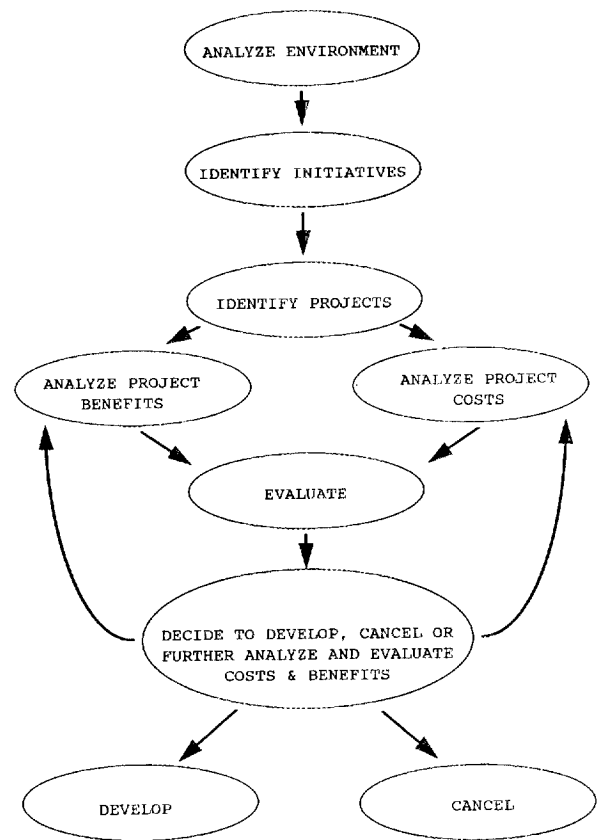 ANALYZE ENVIRONMENT
IDENTIFY INITIATIVES
IDENTIFY PROJECTS
ANALYZE PROJECT
BENEFITS
ANALYZE PROJECT
COSTS
EVALUATE
DECIDE TO DEVELOP, CANCEL OR
FURTHER ANALYZE AND EVALUATE
COSTS & BENEFITS
DEVELOP
CANCEL